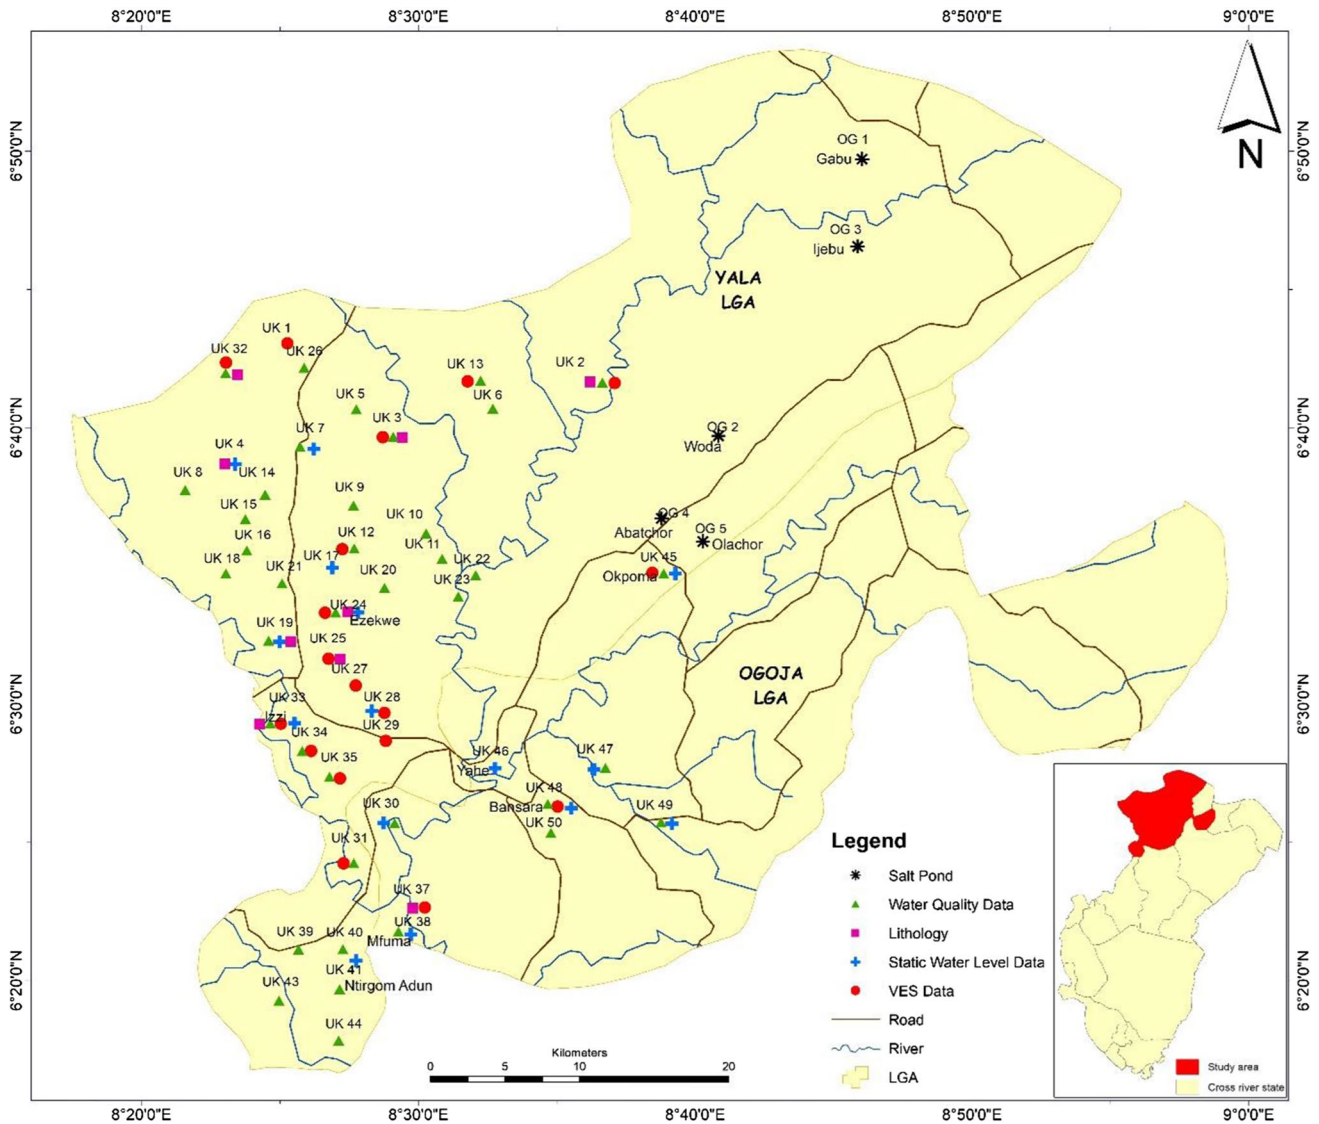 8°20'0"E 8°30'0"E 8°40'0"E 8°50'0"E 9°0'0"E
6°50'0"N
6°50'0"N
N
OG 1
Gabu
OG 3
Ijebu
YALA
LGA
UK 1
UK 32
UK 26
UK 13
UK 2
UK 6
UK 5
UK 3
6°40'0"N
6°40'0"N
UK 7
OG 2
Woda
UK 4
UK 8
UK 14
UK 9
UK 15
UK 10
OG 4
Abatchor
OG 5
Olachor
UK 16
UK 12
UK 11
UK 18
UK 17
UK 22
UK 45
Okpoma
UK 21
UK 20
UK 23
UK 24
Ezekwe
UK 19
UK 25
UK 27
OGOJA
LGA
6°30'0"N
6°30'0"N
UK 33
Izzi
UK 28
UK 29
UK 34
UK 35
UK 46
Yahe
UK 47
UK 48
Bansara
UK 30
UK 49
UK 50
UK 31
UK 37
UK 38
Mfuma
UK 39
UK 40
UK 41
Ntirgom Adun
UK 43
UK 44
6°20'0"N
6°20'0"N
Legend
Salt Pond
Water Quality Data
Lithology
Static Water Level Data
VES Data
Road
River
LGA
Kilometers
0 5 10 20
Study area
Cross river state
8°20'0"E 8°30'0"E 8°40'0"E 8°50'0"E 9°0'0"E